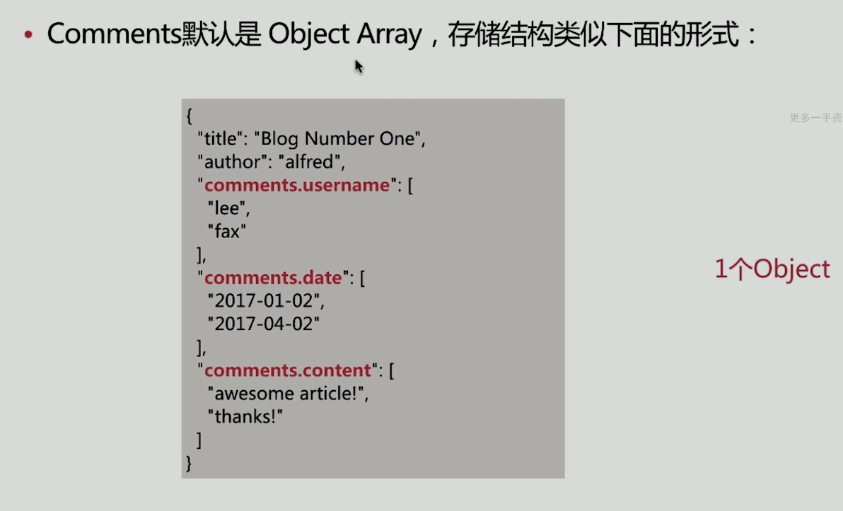 • Comments默认是 Object Array，存储结构类似下面的形式：
更多一手资
{
"title": "Blog Number One",
"author": "alfred",
"comments.username": [
"lee",
"fax"
],
"comments.date": [
"2017-01-02",
"2017-04-02"
],
"comments.content": [
"awesome article!",
"thanks!"
]
}
1个Object